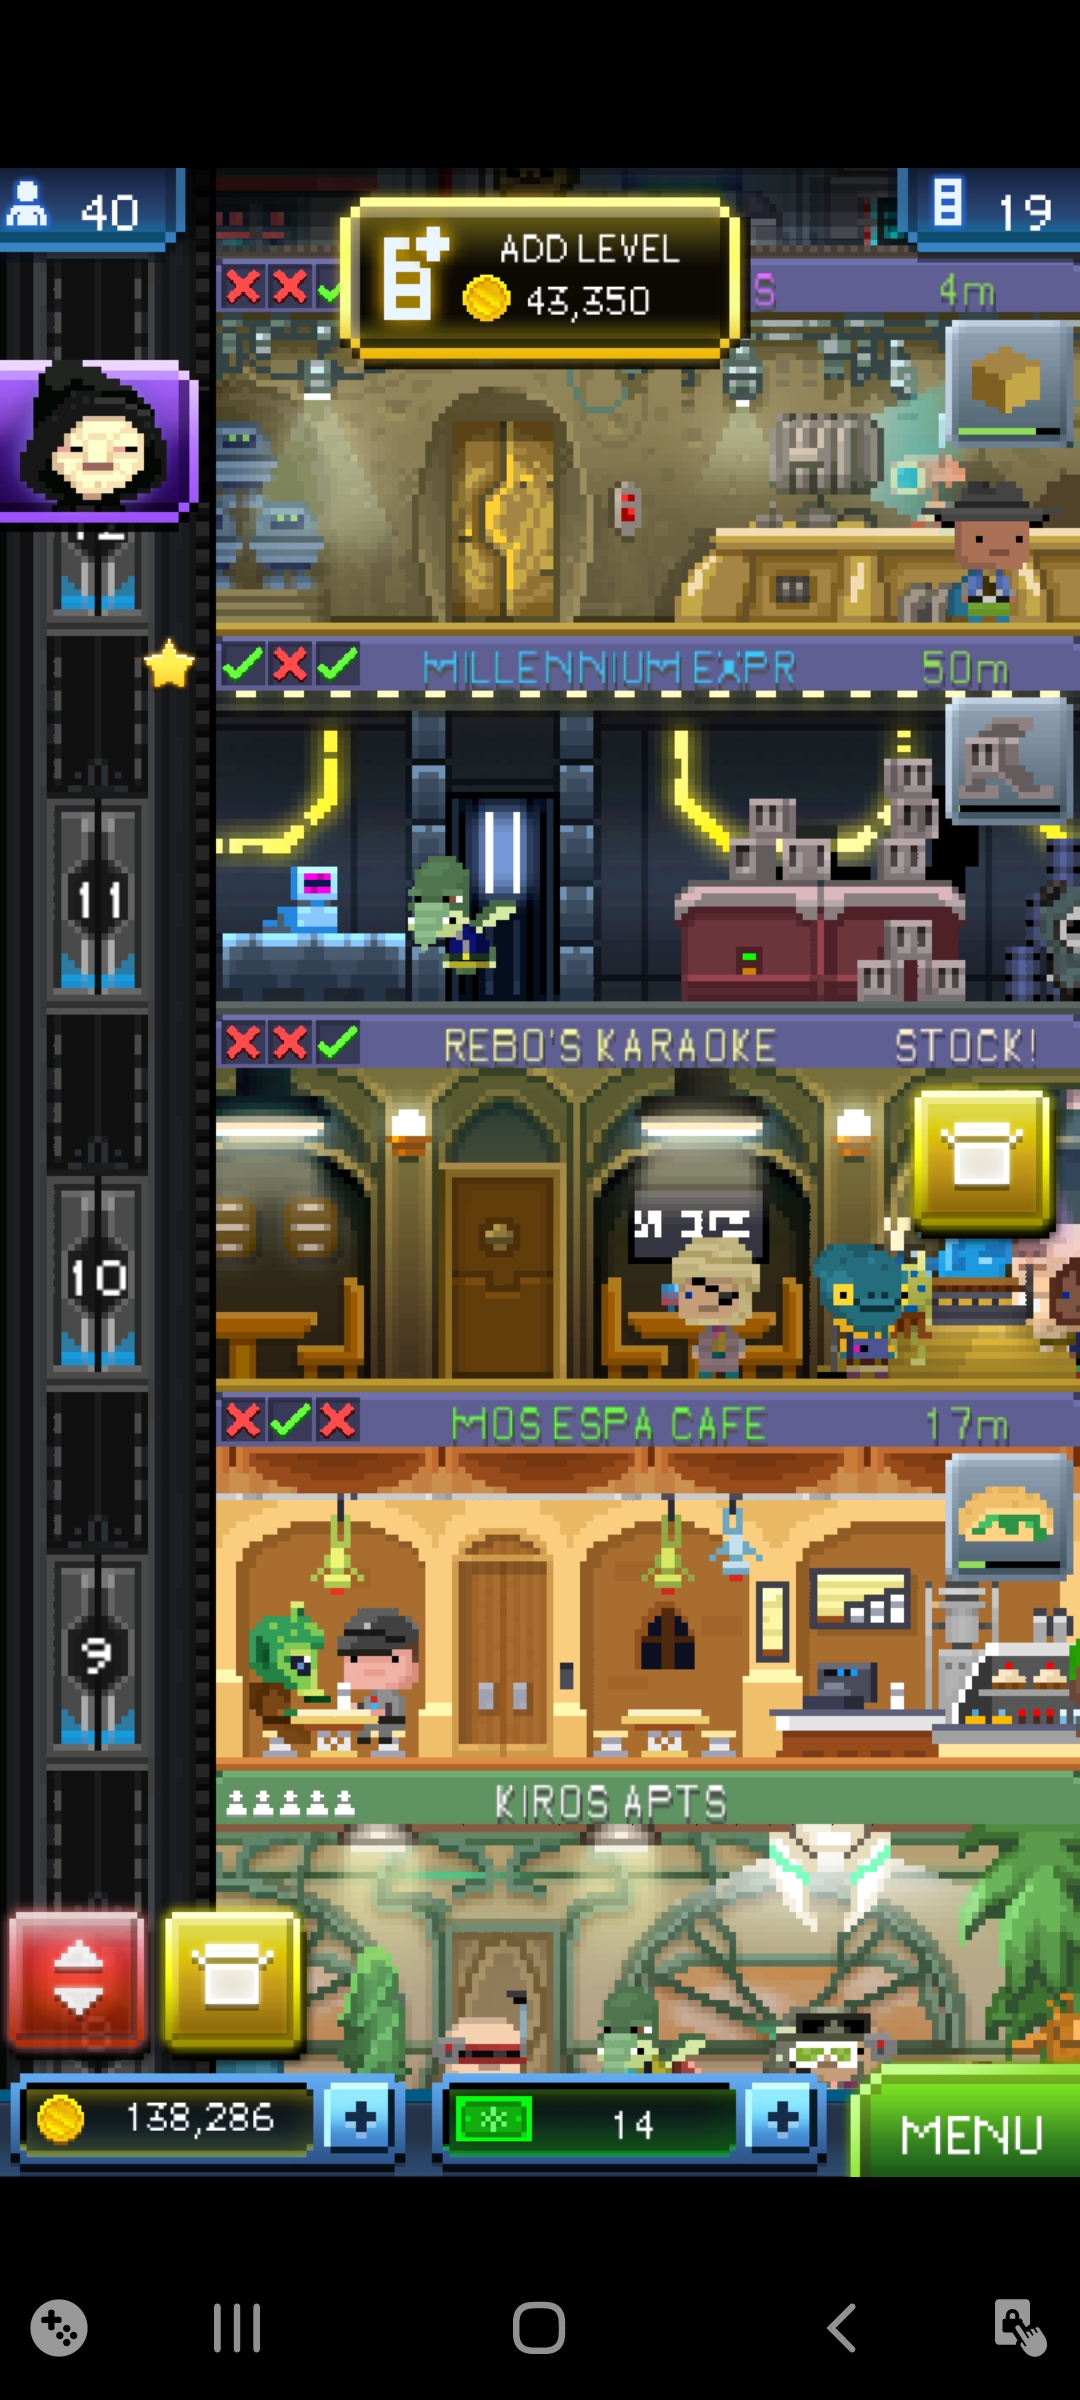 40
ADD LEVEL
43,350
19
S
4m
MILLENNIUM EXPR
50m
11
REBO'S KARAOKE
STOCK!
10
MOS ESPA CAFE
17m
9
KIROS APTS
138,286
14
MENU